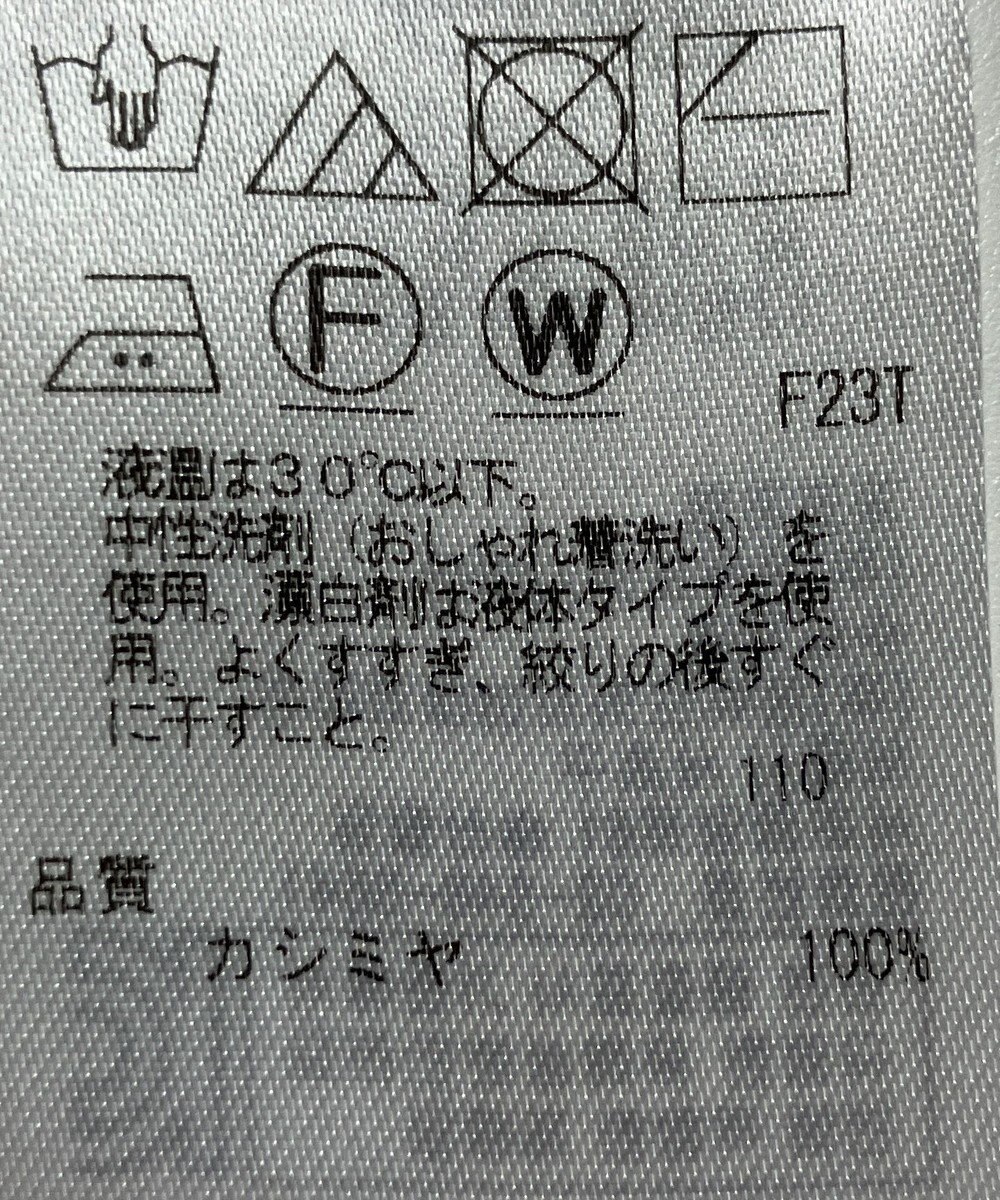 F
W
F23T
液温は30℃以下。
中性洗剤（おしゃれ着洗い）を
使用。漂白剤は液体タイプを使
用。よくすすぎ、絞りの後すぐ
に干すこと。
110
品質
カシミヤ 100%